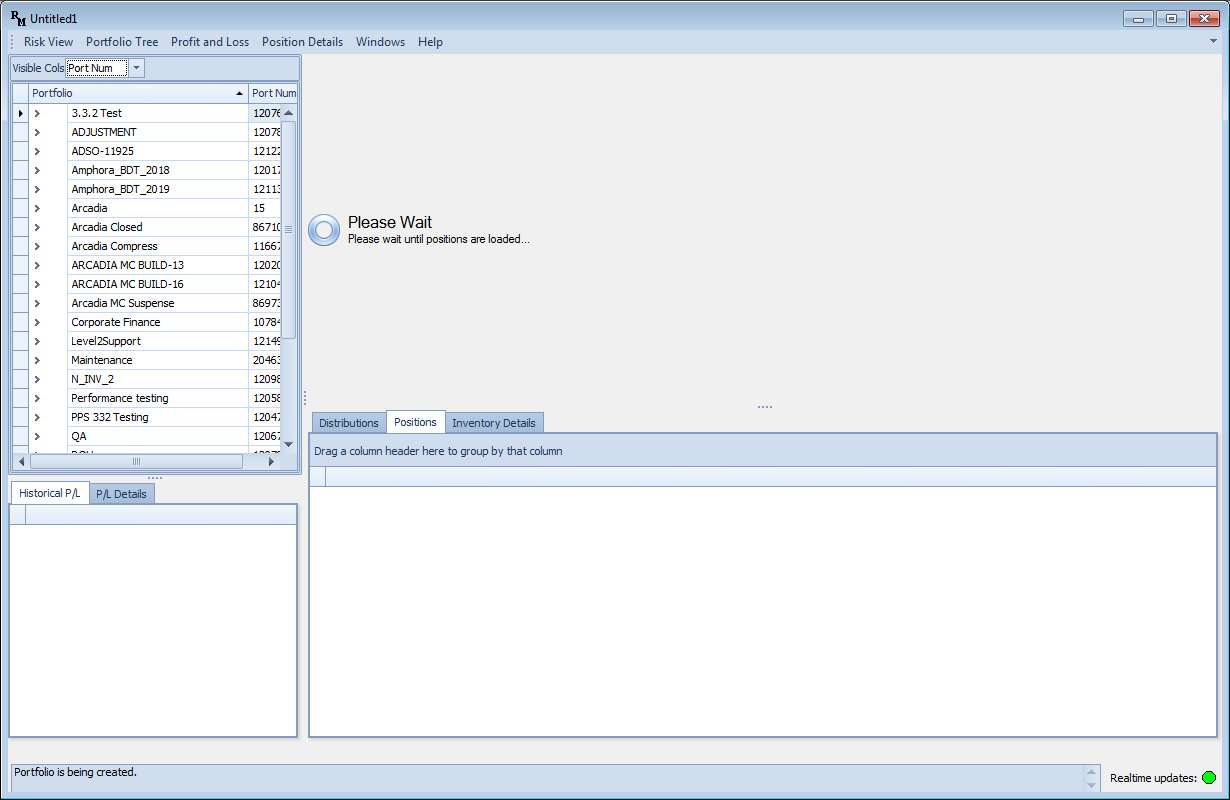 RM Untitled1
Risk View Portfolio Tree Profit and Loss Position Details Windows Help
Visible Cols Port Num
Portfolio Port Num
3.3.2 Test 12076
ADJUSTMENT 12078
ADSO-11925 12122
Amphora_BDT_2018 12017
Amphora_BDT_2019 12113
Arcadia 15
Arcadia Closed 86710
Arcadia Compress 11667
ARCADIA MC BUILD-13 12020
ARCADIA MC BUILD-16 12104
Arcadia MC Suspense 86973
Corporate Finance 10784
Level2Support 12149
Maintenance 20463
N_INV_2 12098
Performance testing 12058
PPS 332 Testing 12047
QA 12067
Please Wait
Please wait until positions are loaded...
Distributions Positions Inventory Details
Drag a column header here to group by that column
Historical P/L P/L Details
Portfolio is being created.
Realtime updates: